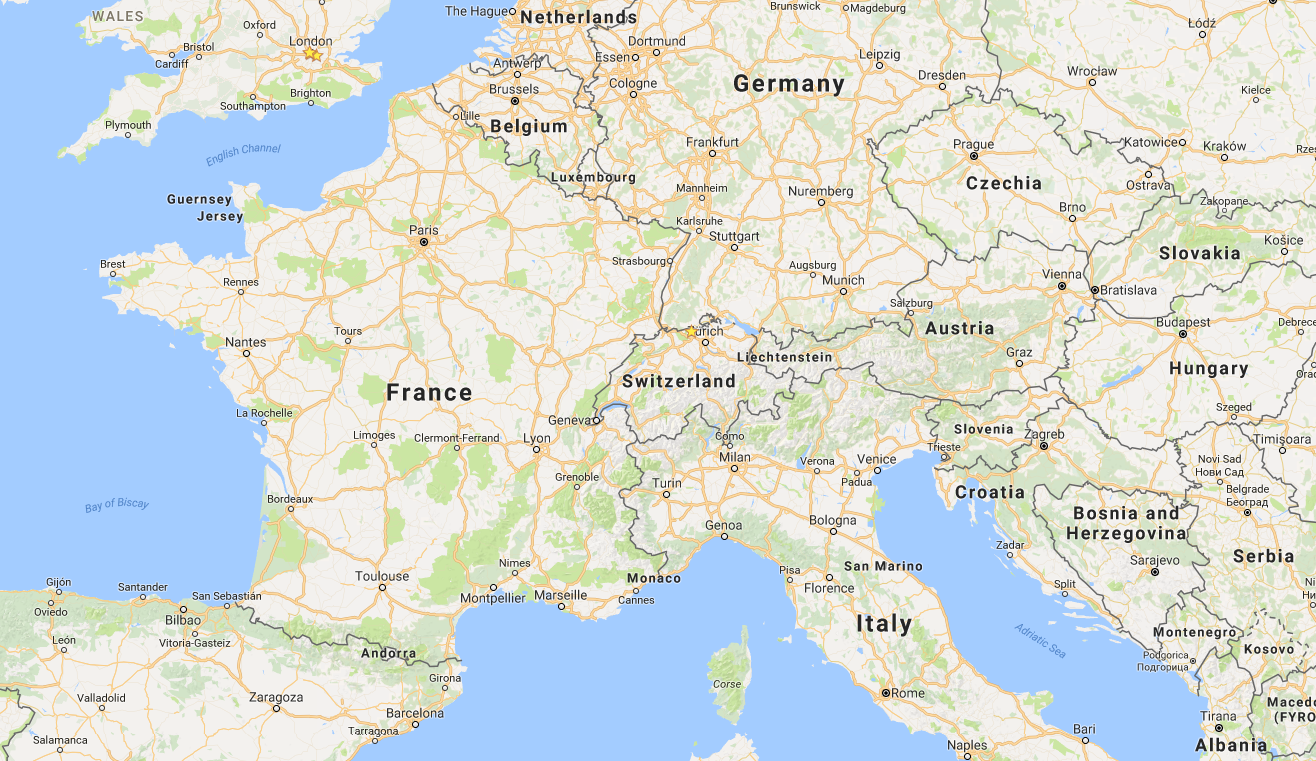 WALES
The Hague
Netherlands
Brunswick
Magdeburg
Łódź
Oxford
London
Bristol
Cardiff
Dortmund
Essen
Leipzig
Antwerp
Cologne
Germany
Dresden
Wrocław
Kielce
Brighton
Southampton
Brussels
Plymouth
Lille
Belgium
English Channel
Frankfurt
Prague
Katowice
Kraków
Luxembourg
Mannheim
Nuremberg
Czechia
Ostrava
Guernsey
Jersey
Zakopane
Brno
Karlsruhe
Paris
Stuttgart
Košice
Slovakia
Brest
Strasbourg
Augsburg
Munich
Vienna
Rennes
Bratislava
Salzburg
Budapest
Tours
Austria
Nantes
Liechtenstein
Graz
Hungary
Switzerland
France
La Rochelle
Szeged
Geneva
Slovenia
Limoges
Clermont-Ferrand
Lyon
Como
Zagreb
Trieste
Timișoara
Milan
Verona
Venice
Novi Sad
Нови Сад
Grenoble
Turin
Padua
Belgrade
Београд
Croatia
Bordeaux
Bay of Biscay
Bosnia and
Herzegovina
Genoa
Bologna
Zadar
Serbia
Nimes
Sarajevo
Pisa
San Marino
Toulouse
Monaco
Gijón
Santander
Florence
Split
San Sebastián
Montpellier
Marseille
Cannes
Oviedo
Bilbao
Italy
Adriatic Sea
Montenegro
León
Vitoria-Gasteiz
Kosovo
Andorra
Podgorica
Подгорица
Girona
Corse
Valladolid
Zaragoza
Rome
Barcelona
Tirana
Tarragona
Bari
Salamanca
Naples
Albania
(FYRO